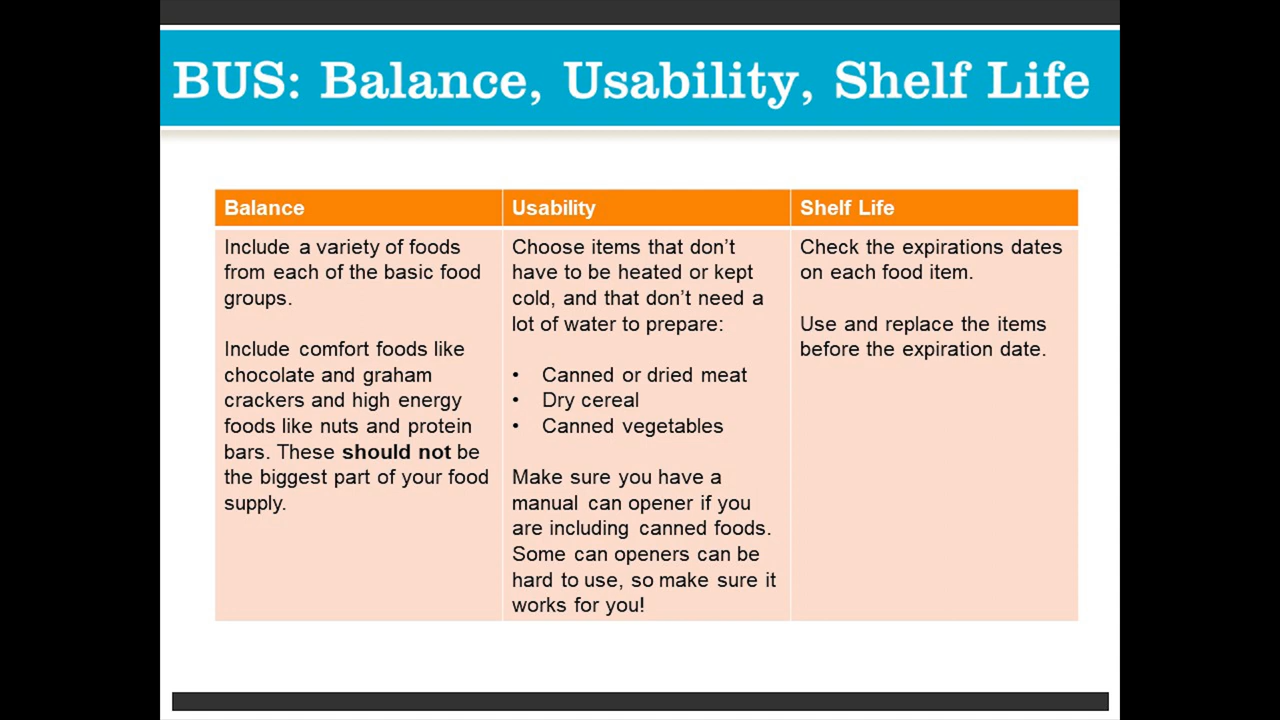 BUS: Balance, Usability, Shelf Life
Balance
Include a variety of foods
from each of the basic food
groups.
Include comfort foods like
chocolate and graham
crackers and high energy
foods like nuts and protein
bars. These should not be
the biggest part of your food
supply.
Usability
Choose items that don't
have to be heated or kept
cold, and that don't need a
lot of water to prepare:
• Canned or dried meat
• Dry cereal
• Canned vegetables
Make sure you have a
manual can opener if you
are including canned foods.
Some can openers can be
hard to use, so make sure it
works for you!
Shelf Life
Check the expirations dates
on each food item.
Use and replace the items
before the expiration date.